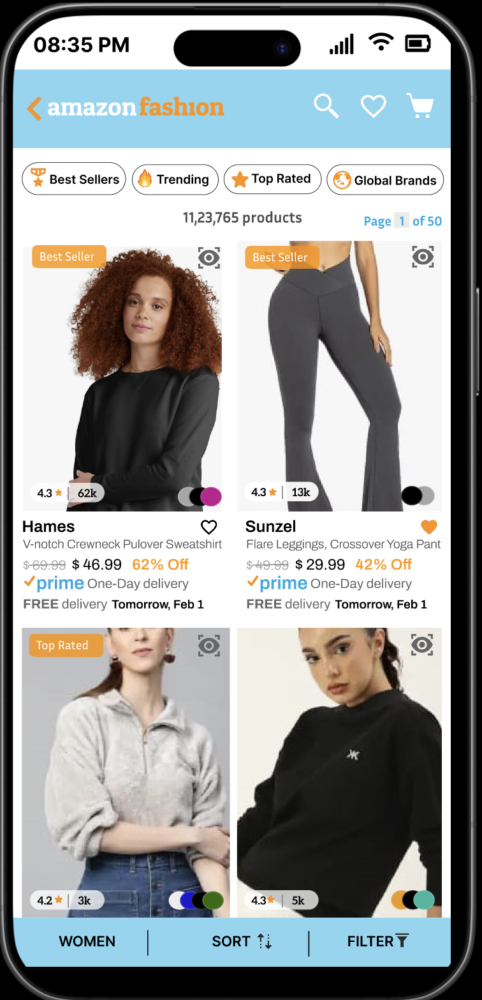 08:35 PM
amazon fashion
Best Sellers
Trending
Top Rated
Global Brands
11,23,765 products
Page 1 of 50
Best Seller
Best Seller
4.3 | 62k
4.3 | 13k
Hames
Sunzel
V-notch Crewneck Pulover Sweatshirt
Flare Leggings, Crossover Yoga Pant
$ 69.99 $ 46.99 62% Off
$ 49.99 $ 29.99 42% Off
prime One-Day delivery
prime One-Day delivery
FREE delivery Tomorrow, Feb 1
FREE delivery Tomorrow, Feb 1
Top Rated
4.2 | 3k
4.3 | 5k
WOMEN
SORT
FILTER